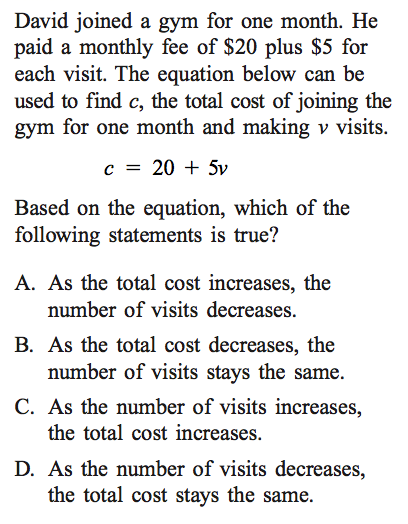 David joined a gym for one month. He
paid a monthly fee of $20 plus $5 for
each visit. The equation below can be
used to find c, the total cost of joining the
gym for one month and making v visits.
c = 20 + 5v
Based on the equation, which of the
following statements is true?
A. As the total cost increases, the
number of visits decreases.
B. As the total cost decreases, the
number of visits stays the same.
C. As the number of visits increases,
the total cost increases.
D. As the number of visits decreases,
the total cost stays the same.